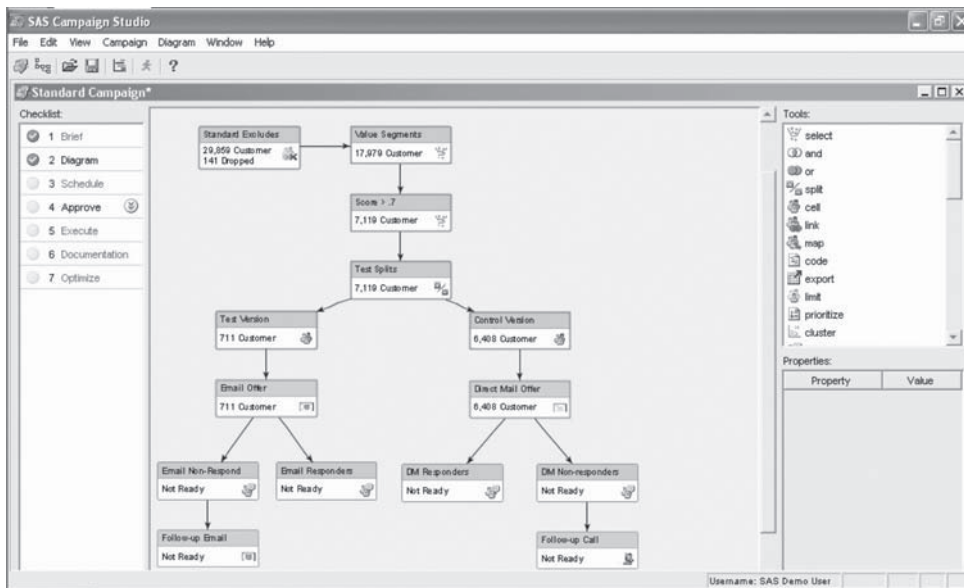 SAS Campaign Studio
File Edit View Campaign Diagram Window Help
Standard Campaign*
Checklist:
1 Brief
2 Diagram
3 Schedule
4 Approve
5 Execute
6 Documentation
7 Optimize
Standard Excludes
29,859 Customer
141 Dropped
Value Segments
17,979 Customer
Score > .7
7,119 Customer
Test Splits
7,119 Customer
Test Version
711 Customer
Control Version
6,408 Customer
Email Offer
711 Customer
Direct Mail Offer
6,408 Customer
Email Non-Respond
Not Ready
Email Responders
Not Ready
DM Responders
Not Ready
DM Non-responders
Not Ready
Follow-up Email
Not Ready
Follow-up Call
Not Ready
Tools:
select
and
or
split
cell
link
map
code
export
limit
prioritize
cluster
Properties:
Property Value
Username: SAS Demo User